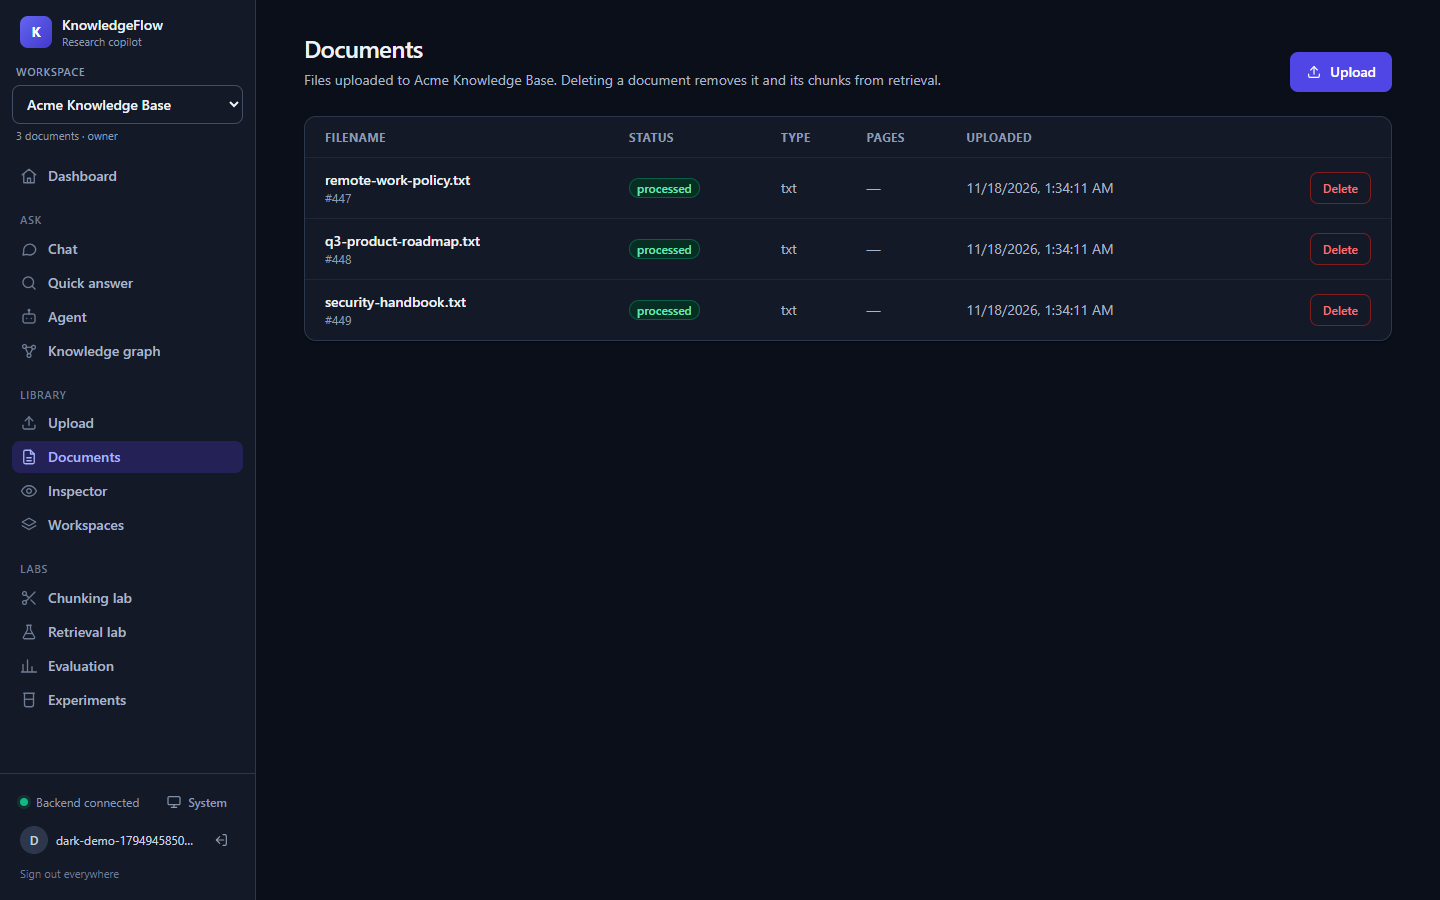 K
KnowledgeFlow
Research copilot
WORKSPACE
Acme Knowledge Base
3 documents · owner
Dashboard
ASK
Chat
Quick answer
Agent
Knowledge graph
LIBRARY
Upload
Documents
Inspector
Workspaces
LABS
Chunking lab
Retrieval lab
Evaluation
Experiments
Backend connected
System
D
dark-demo-1794945850...
Sign out everywhere
Documents
Files uploaded to Acme Knowledge Base. Deleting a document removes it and its chunks from retrieval.
Upload
FILENAME STATUS TYPE PAGES UPLOADED
remote-work-policy.txt processed txt — 11/18/2026, 1:34:11 AM Delete
#447
q3-product-roadmap.txt processed txt — 11/18/2026, 1:34:11 AM Delete
#448
security-handbook.txt processed txt — 11/18/2026, 1:34:11 AM Delete
#449